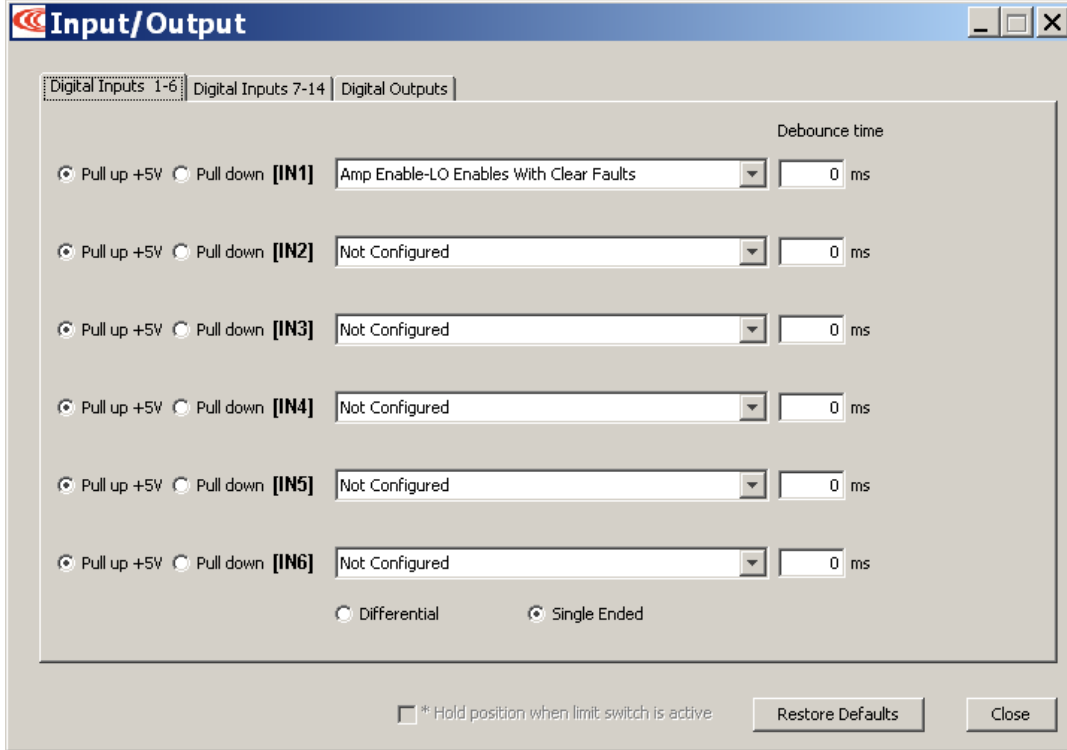 Input/Output
Digital Inputs 1-6 Digital Inputs 7-14 Digital Outputs
Debounce time
Pull up +5V Pull down [IN1] Amp Enable-LO Enables With Clear Faults 0 ms
Pull up +5V Pull down [IN2] Not Configured 0 ms
Pull up +5V Pull down [IN3] Not Configured 0 ms
Pull up +5V Pull down [IN4] Not Configured 0 ms
Pull up +5V Pull down [IN5] Not Configured 0 ms
Pull up +5V Pull down [IN6] Not Configured 0 ms
Differential Single Ended
* Hold position when limit switch is active Restore Defaults Close